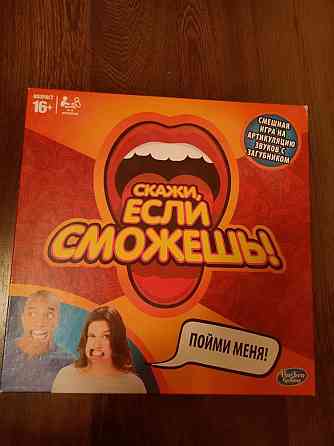 ВОЗРАСТ
16+
СМЕШНАЯ
ИГРА НА
АРТИКУЛЯЦИЮ
ЗВУКОВ С
ЗАГУБНИКОМ
СКАЖИ,
ЕСЛИ
СМОЖЕШЬ!
ПОЙМИ МЕНЯ!
Hasbro
Gaming